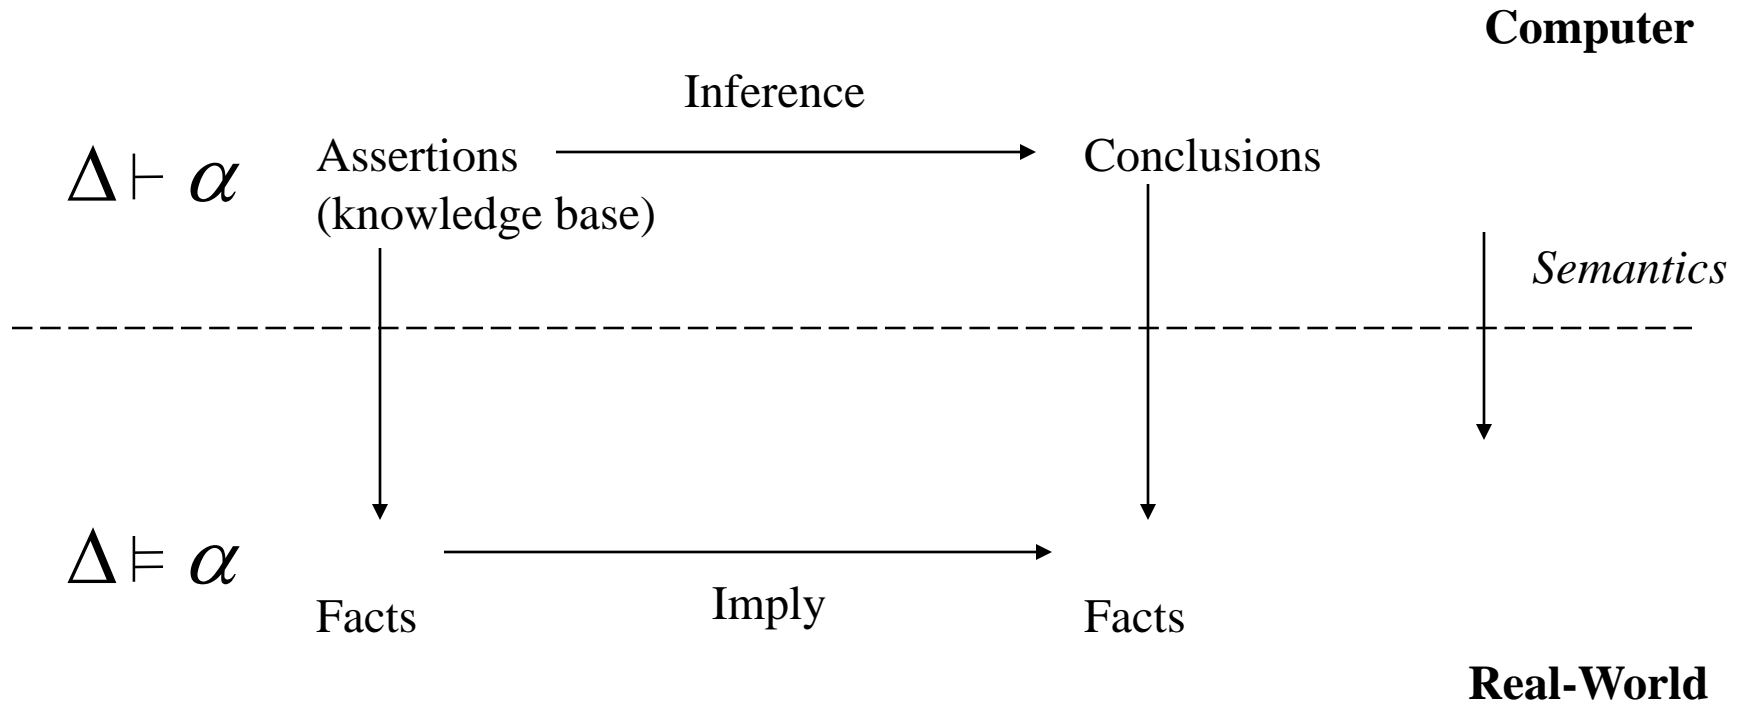 Computer
Inference
Δ ⊢ α
Assertions
(knowledge base)
Conclusions
Semantics
Δ ⊨ α
Facts
Imply
Facts
Real-World